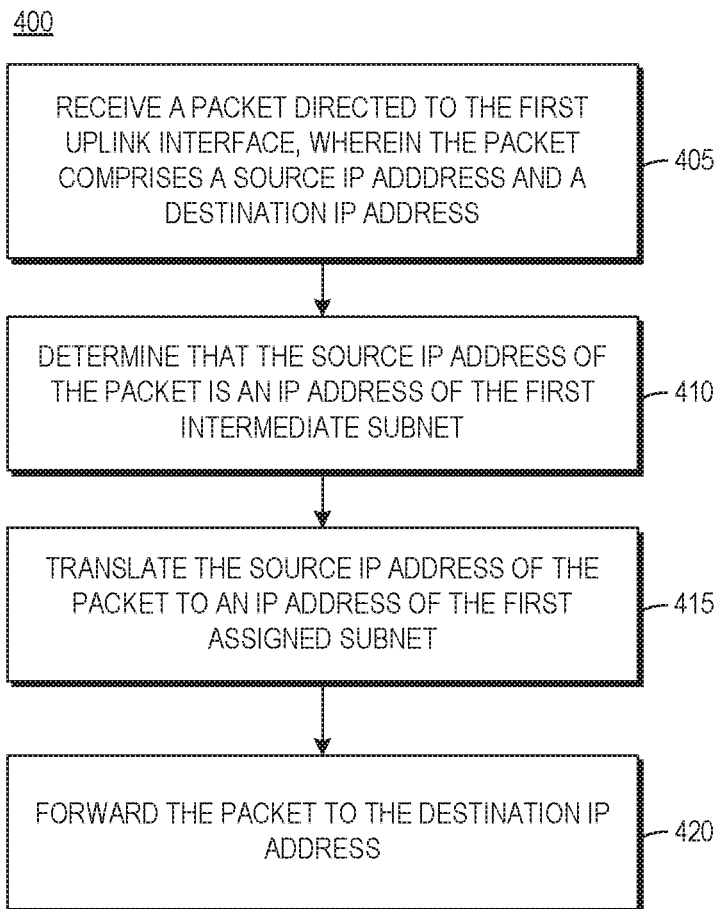 400
RECEIVE A PACKET DIRECTED TO THE FIRST
UPLINK INTERFACE, WHEREIN THE PACKET
COMPRISES A SOURCE IP ADDDRESS AND A
DESTINATION IP ADDRESS
405
DETERMINE THAT THE SOURCE IP ADDRESS OF
THE PACKET IS AN IP ADDRESS OF THE FIRST
INTERMEDIATE SUBNET
410
TRANSLATE THE SOURCE IP ADDRESS OF THE
PACKET TO AN IP ADDRESS OF THE FIRST
ASSIGNED SUBNET
415
FORWARD THE PACKET TO THE DESTINATION IP
ADDRESS
420